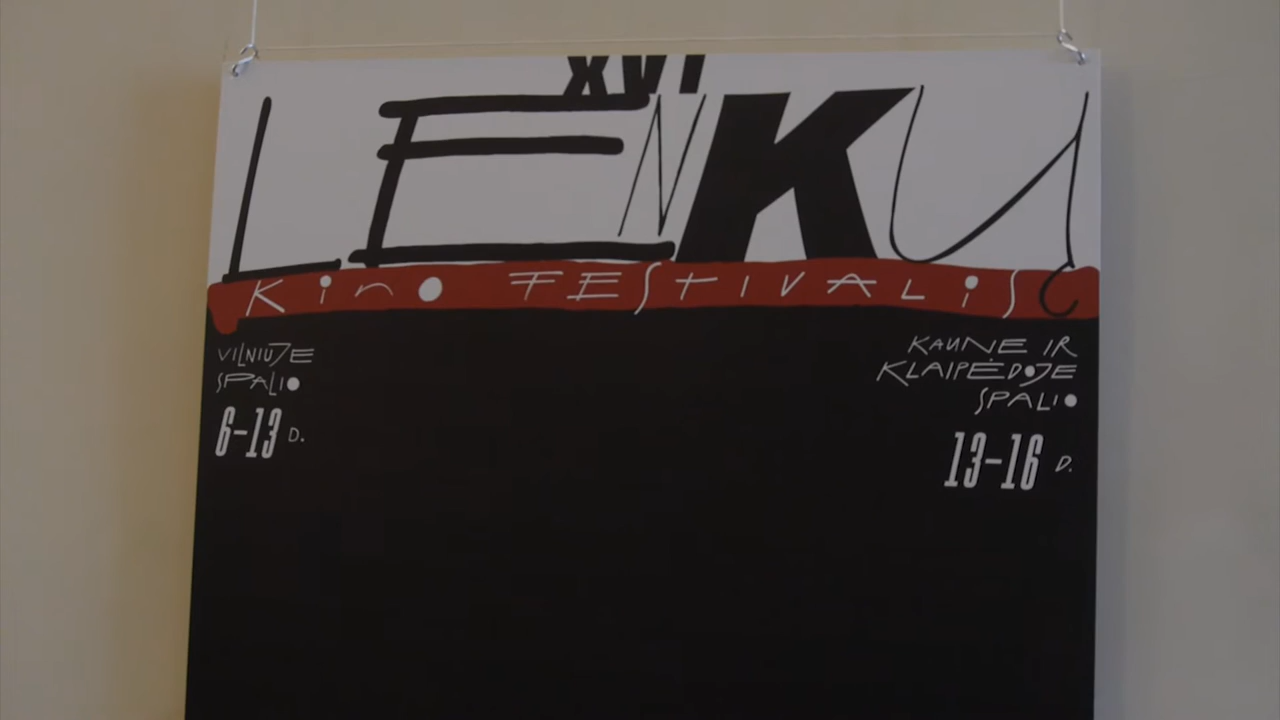 XVI
LENKŲ
Kino FESTIVALIS
VILNIUJE
SPALIO
6-13 D.
KAUNE IR
KLAIPĖDOJE
SPALIO
13-16 D.